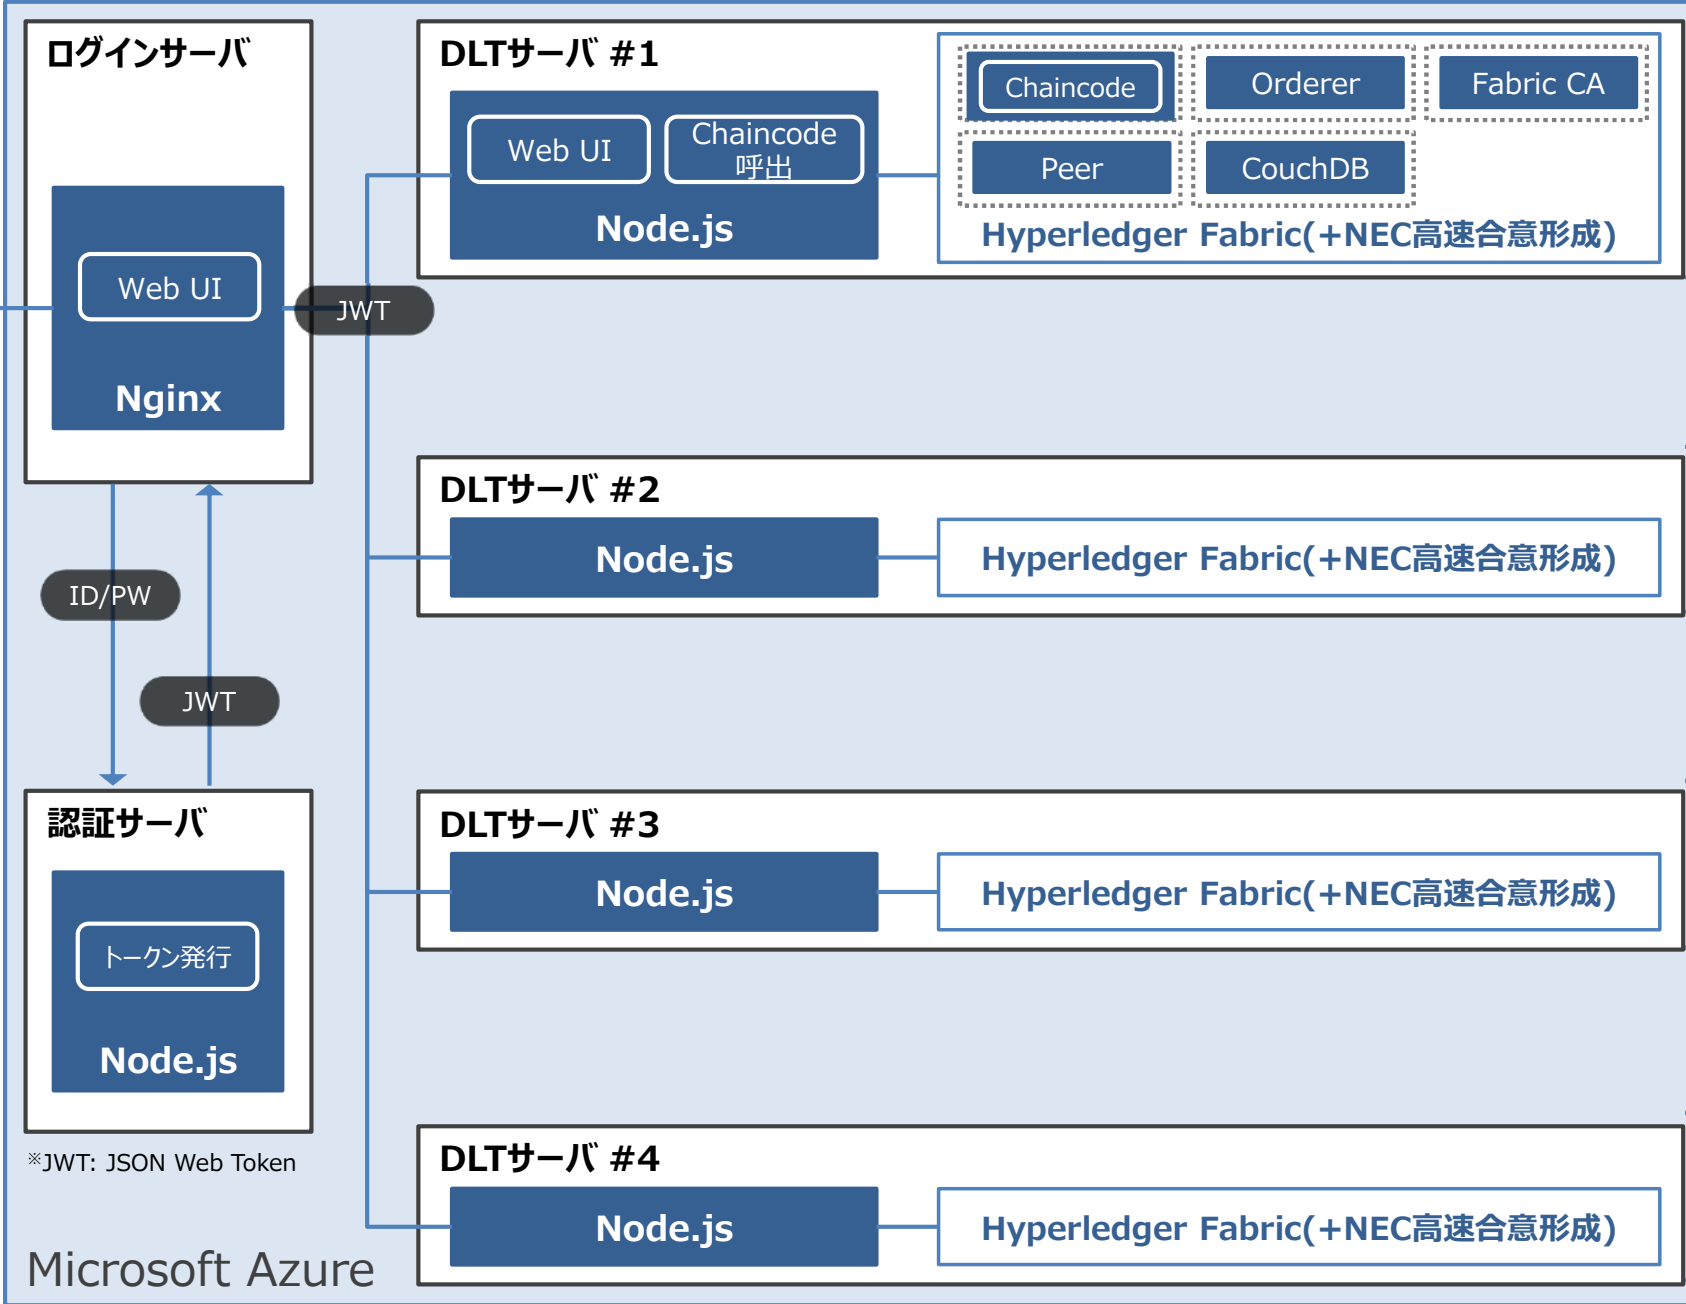 ログインサーバ
Web UI
Nginx
JWT
ID/PW
JWT
認証サーバ
トークン発行
Node.js
※JWT: JSON Web Token
Microsoft Azure
DLTサーバ #1
Web UI
Chaincode
呼出
Node.js
Chaincode
Orderer
Fabric CA
Peer
CouchDB
Hyperledger Fabric(+NEC高速合意形成)
DLTサーバ #2
Node.js
Hyperledger Fabric(+NEC高速合意形成)
DLTサーバ #3
Node.js
Hyperledger Fabric(+NEC高速合意形成)
DLTサーバ #4
Node.js
Hyperledger Fabric(+NEC高速合意形成)